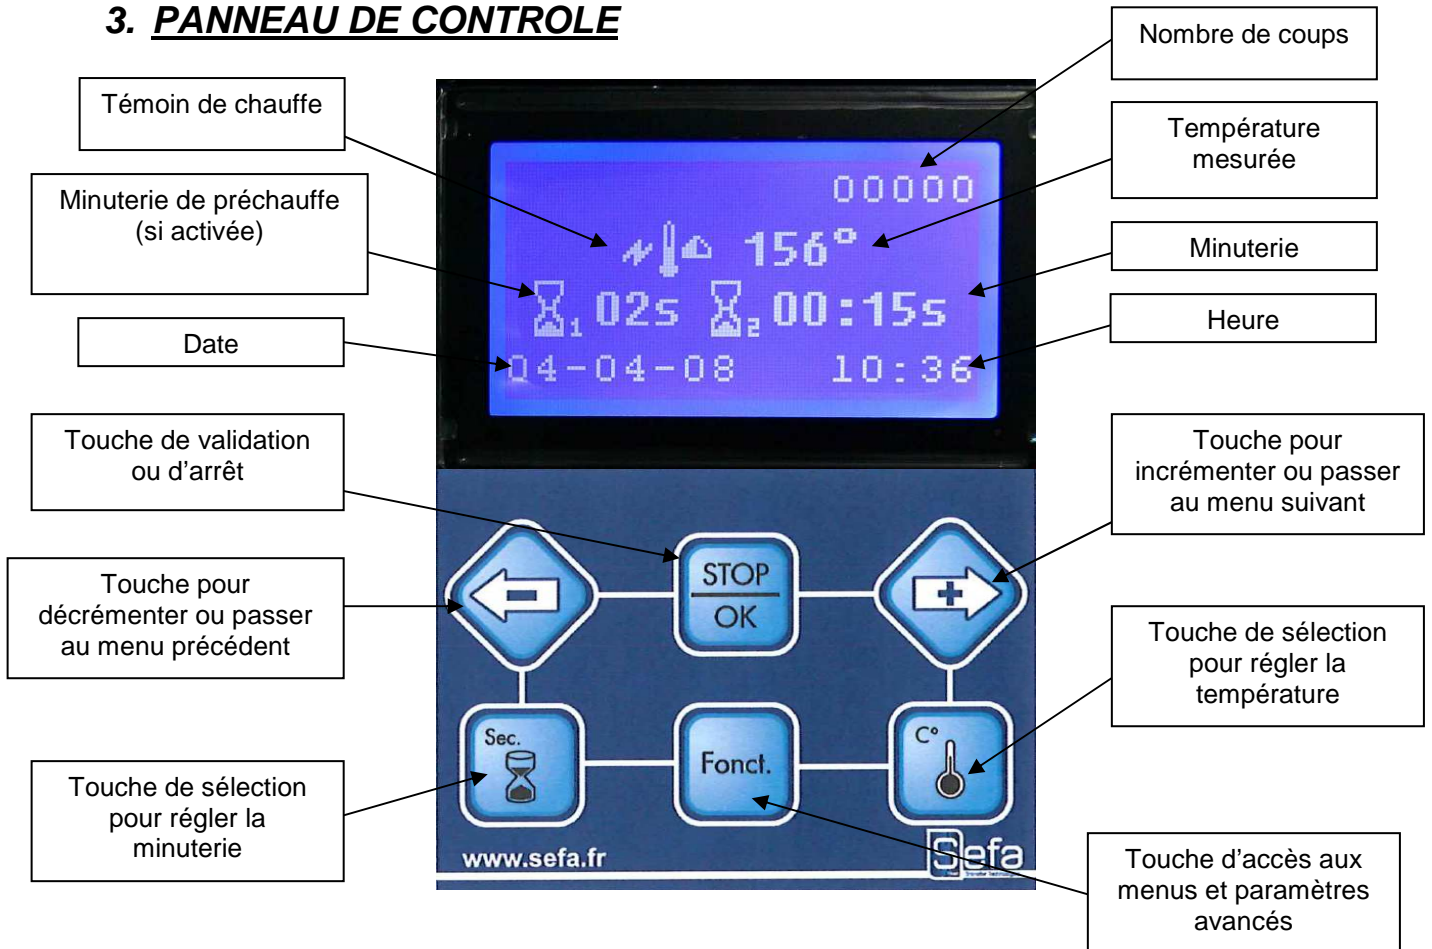 3. PANNEAU DE CONTROLE
Nombre de coups
Témoin de chauffe
Température
mesurée
Minuterie de préchauffe
(si activée)
Minuterie
Date
Heure
00000
156°
1 02s 2 00:15s
04-04-08 10:36
Touche de validation
ou d’arrêt
Touche pour
incrémenter ou passer
au menu suivant
Touche pour
décrémenter ou passer
au menu précédent
STOP
OK
Touche de sélection
pour régler la
température
Sec.
Fonct.
C°
Touche de sélection
pour régler la
minuterie
www.sefa.fr
Sefa
Touche d’accès aux
menus et paramètres
avancés